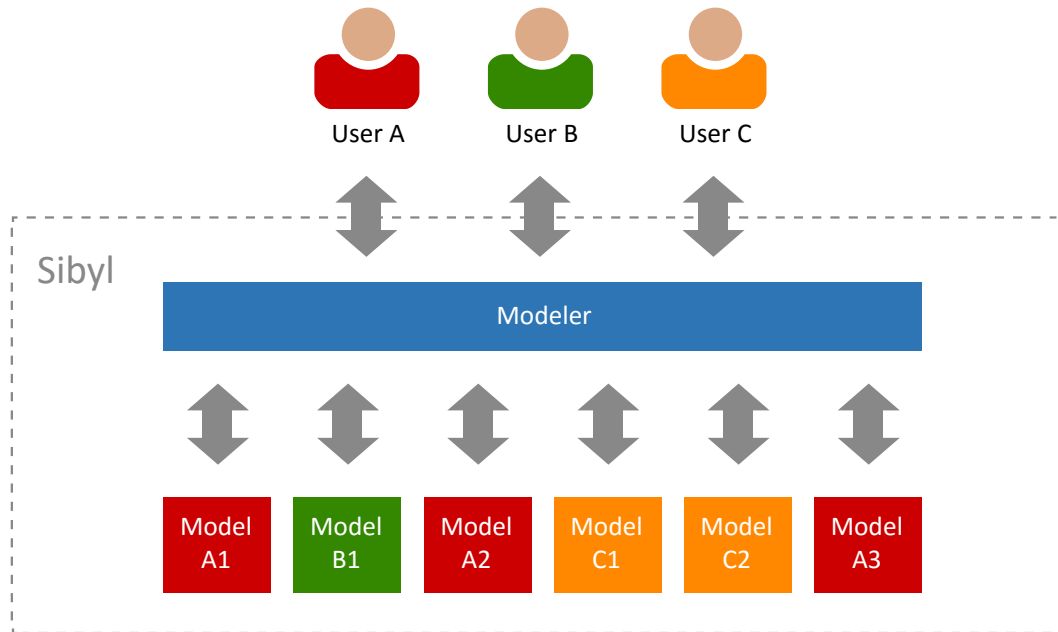 User A
User B
User C
Sibyl
Modeler
Model
A1
Model
B1
Model
A2
Model
C1
Model
C2
Model
A3